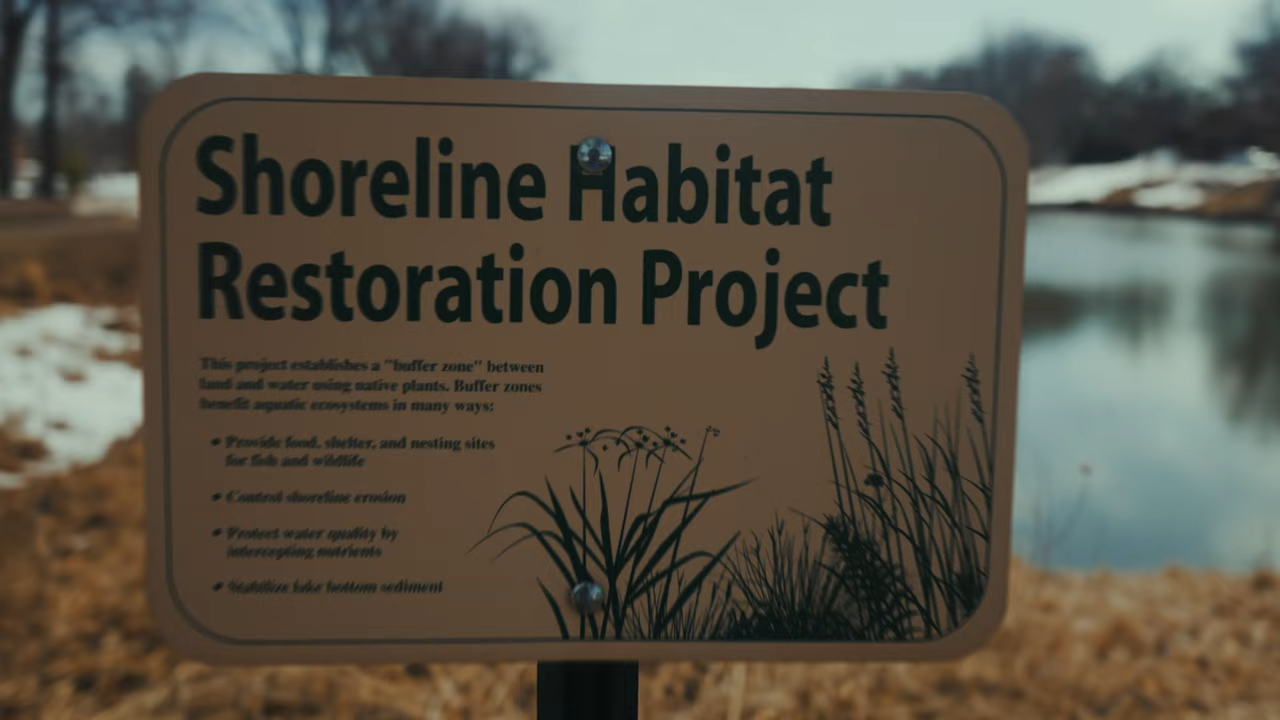 Shoreline Habitat
Restoration Project
This project establishes a "buffer zone" between
land and water using native plants. Buffer zones
benefit aquatic ecosystems in many ways:
• Provide food, shelter, and nesting sites
for fish and wildlife
• Control shoreline erosion
• Protect water quality by
intercepting nutrients
• Stabilize lake bottom sediment